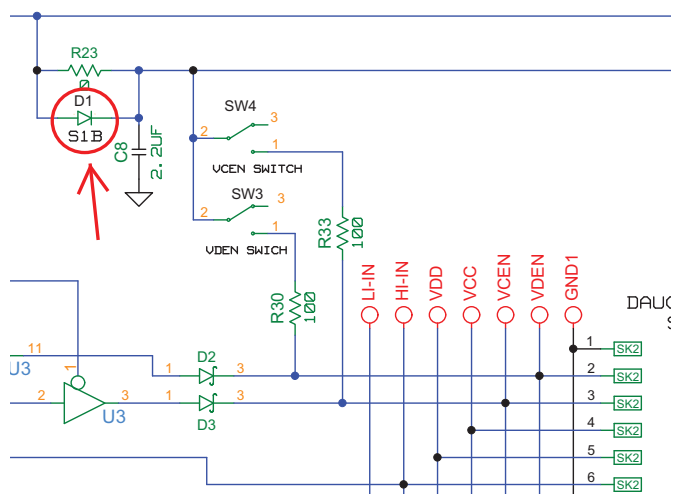 R23
0
D1
S1B
C8
2.2UF
SW4
3
2
1
VCEN SWITCH
SW3
3
2
1
VDEN SWICH
R33
100
R30
100
LI-IN
HI-IN
VDD
VCC
VCEN
VDEN
GND1
DAUG
1
SK2
11
U3
1
1
D2
3
2
SK2
2
3
U3
1
D3
3
3
SK2
4
SK2
5
SK2
6
SK2